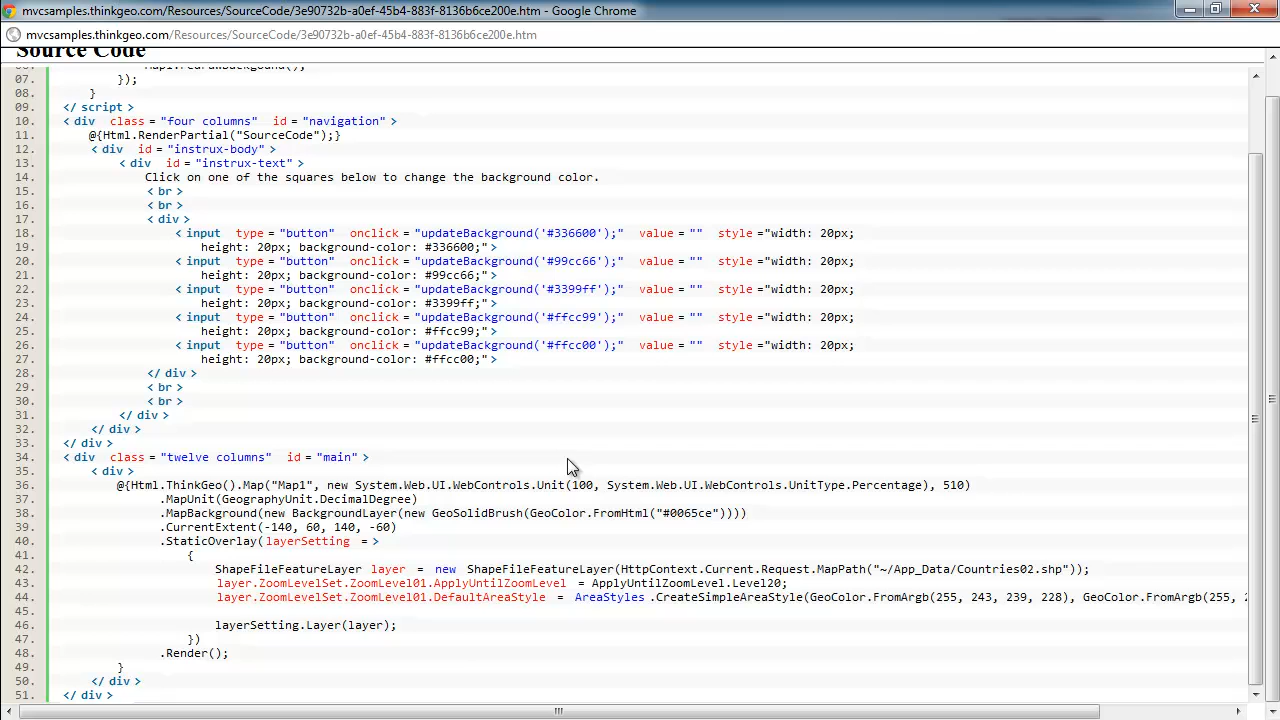 mvcsamples.thinkgeo.com/Resources/SourceCode/3e90732b-a0ef-45b4-883f-8136b6ce200e.htm - Google Chrome
mvcsamples.thinkgeo.com/Resources/SourceCode/3e90732b-a0ef-45b4-883f-8136b6ce200e.htm
Source Code
06. Map1.redrawBackgound();
07. });
08. }
09. </ script >
10. < div class = "four columns" id = "navigation" >
11. @{Html.RenderPartial("SourceCode");}
12. < div id = "instrux-body" >
13. < div id = "instrux-text" >
14. Click on one of the squares below to change the background color.
15. < br >
16. < br >
17. < div >
18. < input type = "button" onclick = "updateBackground('#336600');" value = "" style ="width: 20px;
19. height: 20px; background-color: #336600;">
20. < input type = "button" onclick = "updateBackground('#99cc66');" value = "" style ="width: 20px;
21. height: 20px; background-color: #99cc66;">
22. < input type = "button" onclick = "updateBackground('#3399ff');" value = "" style ="width: 20px;
23. height: 20px; background-color: #3399ff;">
24. < input type = "button" onclick = "updateBackground('#ffcc99');" value = "" style ="width: 20px;
25. height: 20px; background-color: #ffcc99;">
26. < input type = "button" onclick = "updateBackground('#ffcc00');" value = "" style ="width: 20px;
27. height: 20px; background-color: #ffcc00;">
28. </ div >
29. < br >
30. < br >
31. </ div >
32. </ div >
33. </ div >
34. < div class = "twelve columns" id = "main" >
35. < div >
36. @{Html.ThinkGeo().Map("Map1", new System.Web.UI.WebControls.Unit(100, System.Web.UI.WebControls.UnitType.Percentage), 510)
37. .MapUnit(GeographyUnit.DecimalDegree)
38. .MapBackground(new BackgroundLayer(new GeoSolidBrush(GeoColor.FromHtml("#0065ce"))))
39. .CurrentExtent(-140, 60, 140, -60)
40. .StaticOverlay( layerSetting = >
41. {
42. ShapeFileFeatureLayer layer = new ShapeFileFeatureLayer(HttpContext.Current.Request.MapPath("~/App_Data/Countries02.shp"));
43. layer.ZoomLevelSet.ZoomLevel01.ApplyUntilZoomLevel = ApplyUntilZoomLevel.Level20;
44. layer.ZoomLevelSet.ZoomLevel01.DefaultAreaStyle = AreaStyles .CreateSimpleAreaStyle(GeoColor.FromArgb(255, 243, 239, 228), GeoColor.FromArgb(255, 2
45.
46. layerSetting.Layer(layer);
47. })
48. .Render();
49. }
50. </ div >
51. </ div >